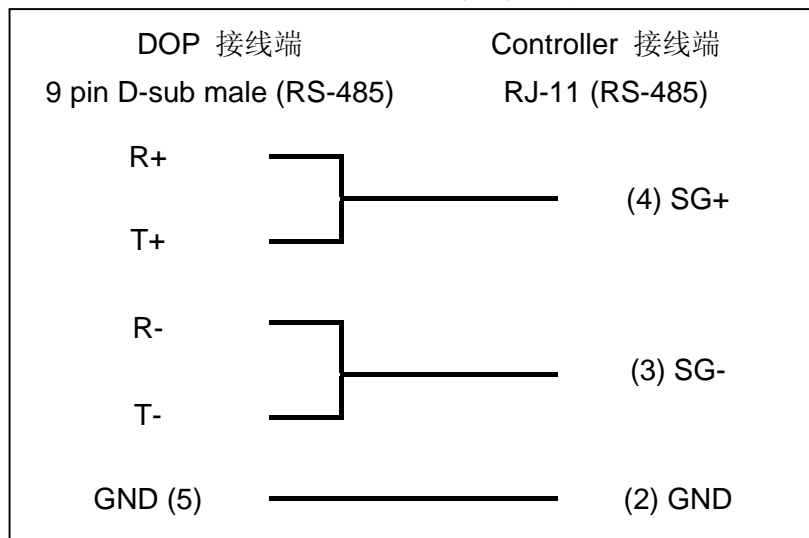 DOP 接线端 Controller 接线端
9 pin D-sub male (RS-485) RJ-11 (RS-485)
R+
(4) SG+
T+
R-
(3) SG-
T-
GND (5) (2) GND